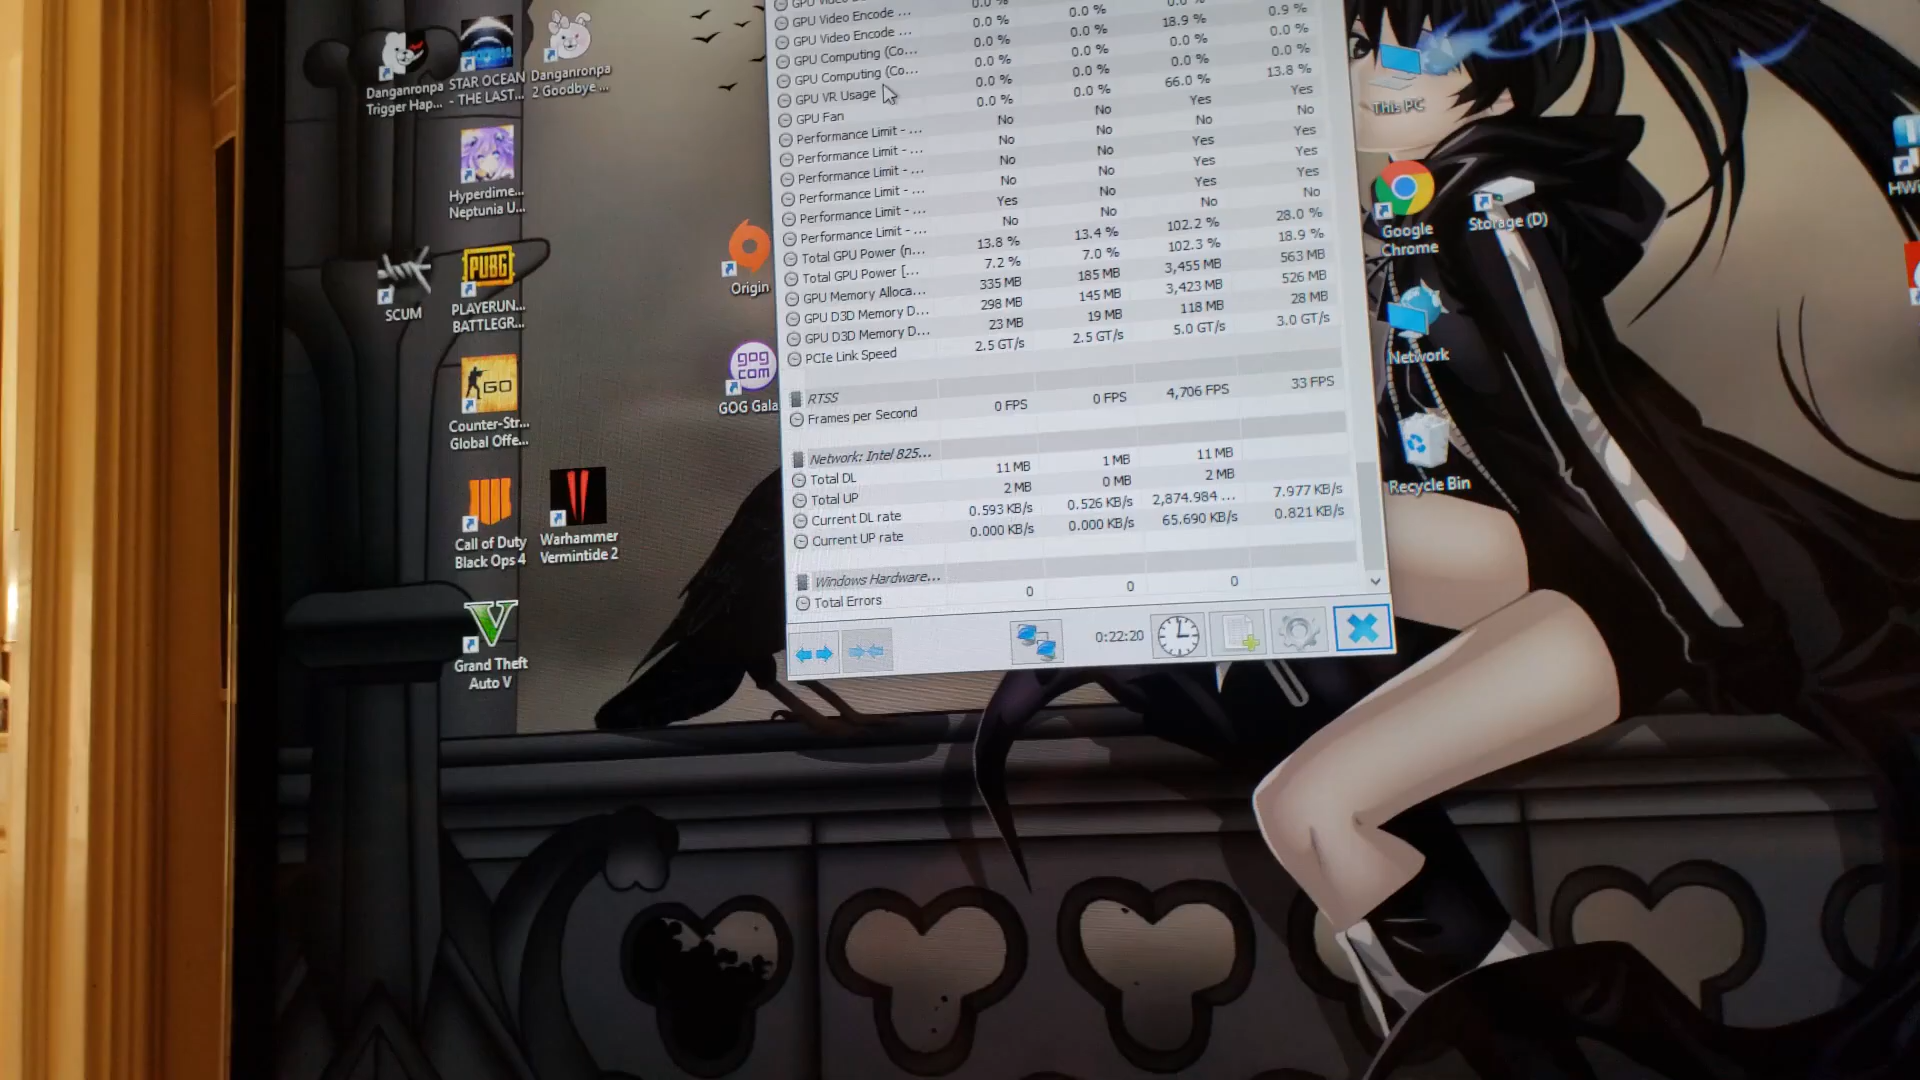 Danganronpa
Trigger Hap...
STAR OCEAN
- THE LAST...
Danganronpa
2 Goodbye ...
Hyperdime...
Neptunia U...
SCUM
PUBG
PLAYERUN...
BATTLEGR...
GO
Counter-Str...
Global Offe...
Call of Duty
Black Ops 4
Warhammer
Vermintide 2
V
Grand Theft
Auto V
Origin
gog
com
GOG Gala
GPU Video Encode ... 0.0 % 0.0 % 18.9 % 0.9 %
GPU Video Encode ... 0.0 % 0.0 % 0.0 % 0.0 %
GPU Computing (Co... 0.0 % 0.0 % 0.0 % 0.0 %
GPU Computing (Co... 0.0 % 0.0 % 66.0 % 13.8 %
GPU VR Usage 0.0 % 0.0 % Yes Yes
GPU Fan No No No No
Performance Limit - ... No No Yes Yes
Performance Limit - ... No No Yes Yes
Performance Limit - ... No No Yes Yes
Performance Limit - ... Yes No No No
Performance Limit - ... No No
Performance Limit - ... 13.8 % 13.4 % 102.2 % 28.0 %
Total GPU Power (n... 7.2 % 7.0 % 102.3 % 18.9 %
Total GPU Power [... 335 MB 185 MB 3,455 MB 563 MB
GPU Memory Alloca... 298 MB 145 MB 3,423 MB 526 MB
GPU D3D Memory D... 23 MB 19 MB 118 MB 28 MB
GPU D3D Memory D... 2.5 GT/s 2.5 GT/s 5.0 GT/s 3.0 GT/s
PCIe Link Speed
RTSS
Frames per Second 0 FPS 0 FPS 4,706 FPS 33 FPS
Network: Intel 825...
Total DL 11 MB 1 MB 11 MB
Total UP 2 MB 0 MB 2 MB
Current DL rate 0.593 KB/s 0.526 KB/s 2,874.984 ... 7.977 KB/s
Current UP rate 0.000 KB/s 0.000 KB/s 65.690 KB/s 0.821 KB/s
Windows Hardware...
Total Errors 0 0 0
0:22:20
This PC
Google
Chrome
Storage (D)
Network
Recycle Bin